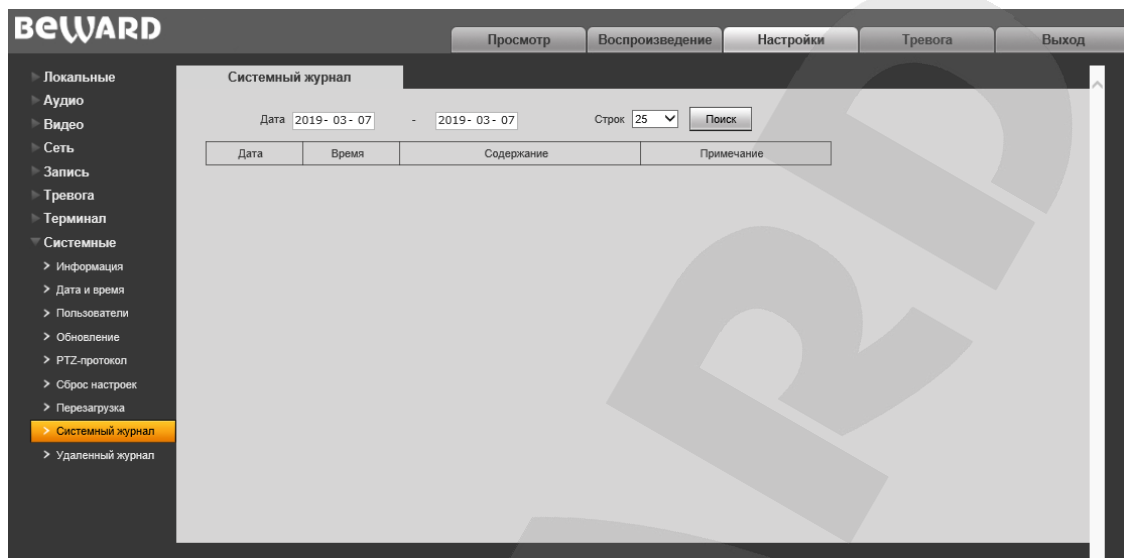 BEWARD
Просмотр Воспроизведение Настройки Тревога Выход
Локальные
Аудио
Видео
Сеть
Запись
Тревога
Терминал
Системные
Информация
Дата и время
Пользователи
Обновление
PTZ-протокол
Сброс настроек
Перезагрузка
Системный журнал
Удаленный журнал
Системный журнал
Дата 2019- 03- 07 - 2019- 03- 07 Строк 25 Поиск
Дата Время Содержание Примечание